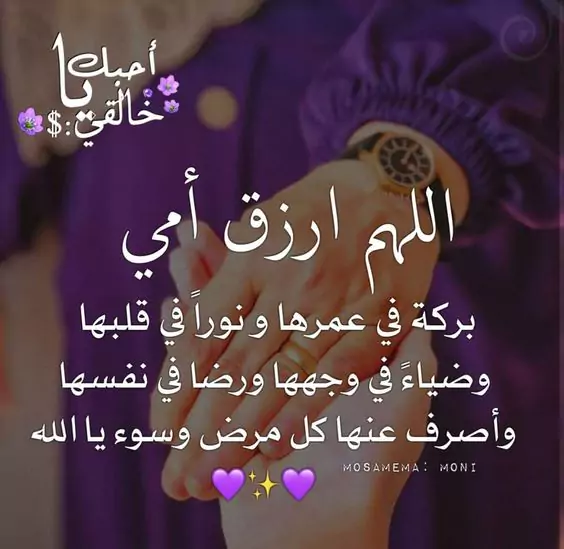 أحبك
يا
خالقي:$
اللهم ارزق أمي
بركة في عمرها ونوراً في قلبها
وضياءً في وجهها ورضا في نفسها
وأصرف عنها كل مرض وسوء يا الله
MOSAMEMA: MONI
💜✨💜